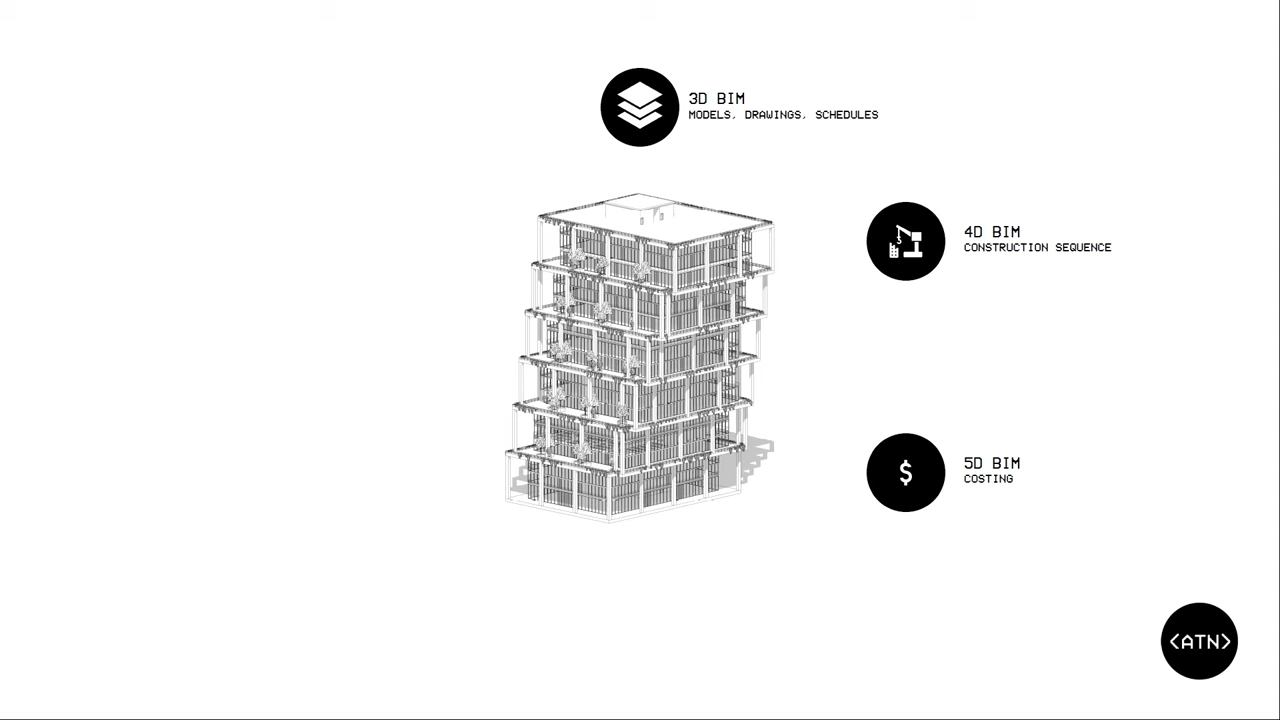 3D BIM
MODELS, DRAWINGS, SCHEDULES
4D BIM
CONSTRUCTION SEQUENCE
$
5D BIM
COSTING
<ATN>